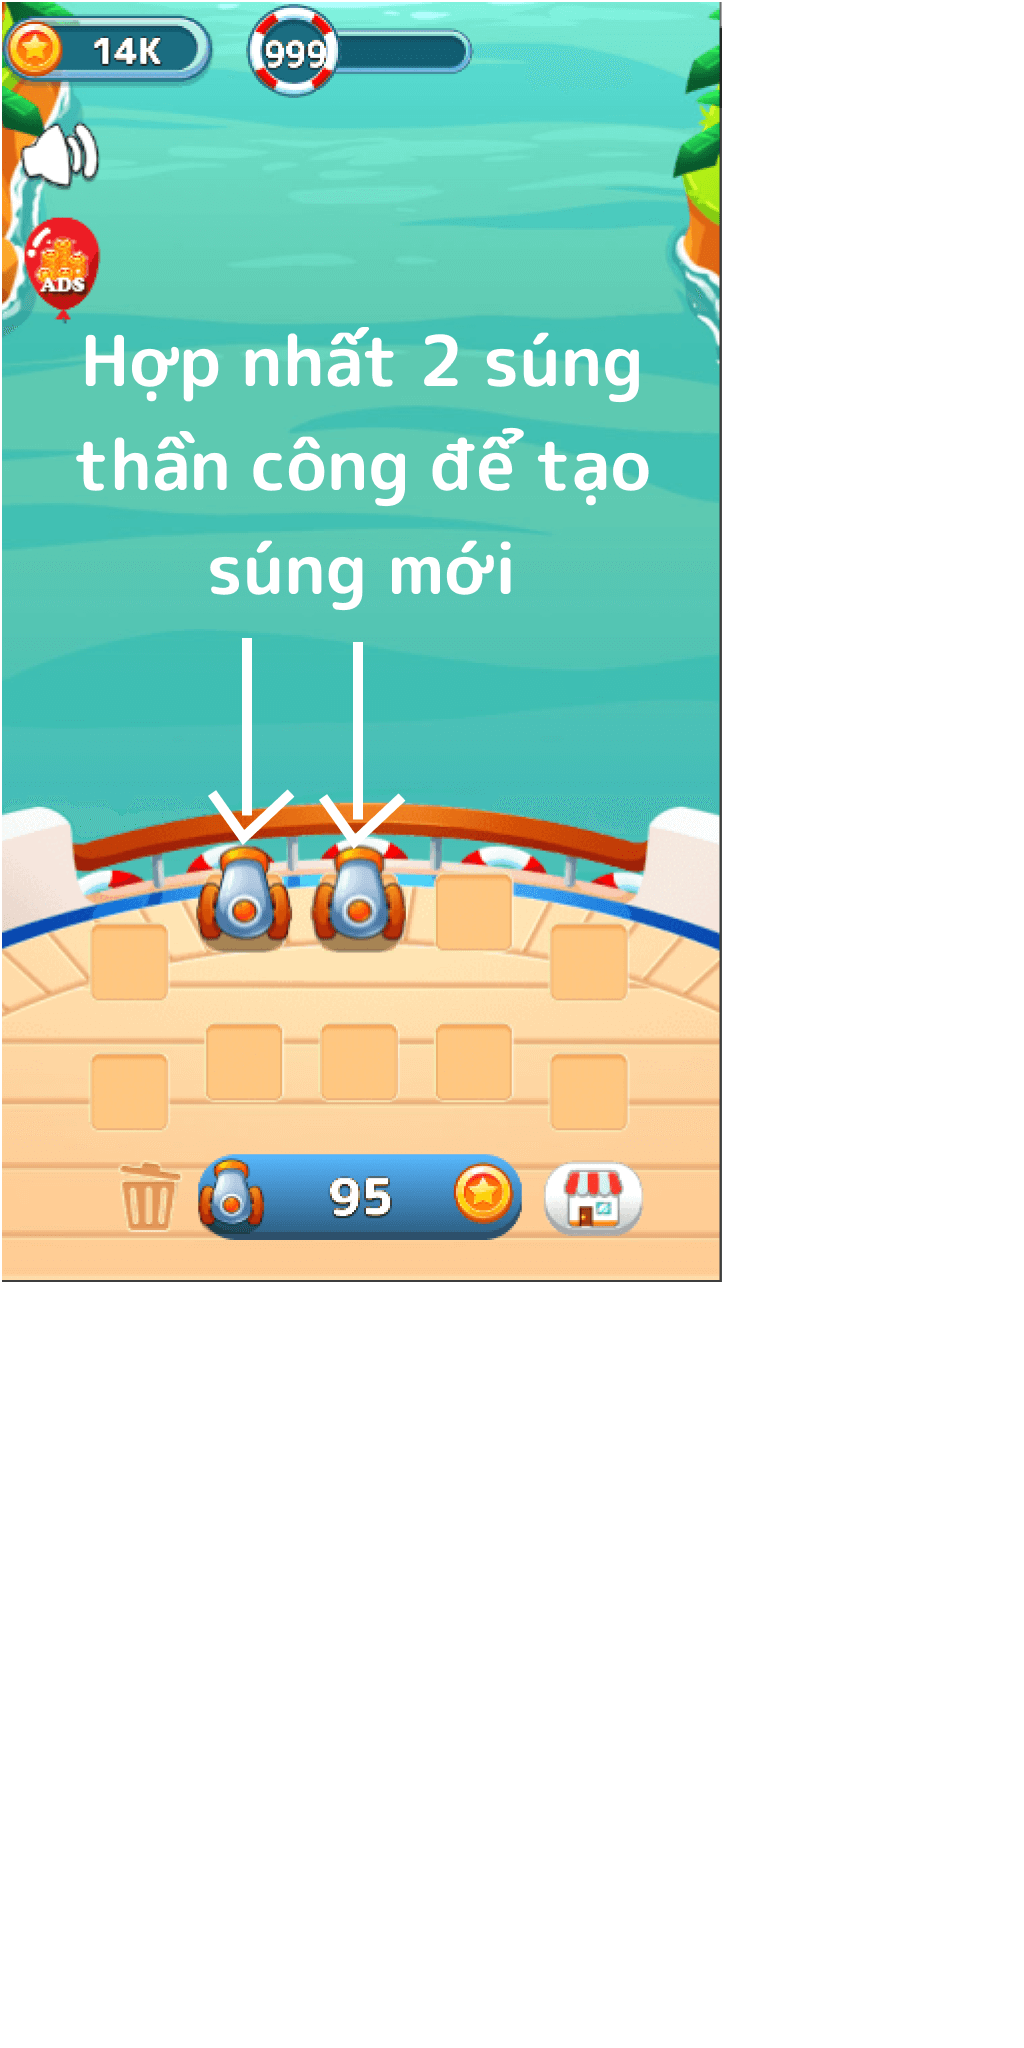 14K 999
ADS
Hợp nhất 2 súng
thần công để tạo
súng mới
95